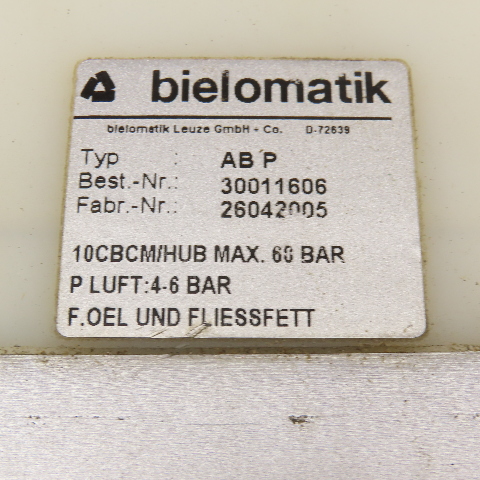 bielomatik
bielomatik Leuze GmbH + Co. D-72639
Typ : AB P
Best.-Nr.: 30011606
Fabr.-Nr.: 26042005
10CBCM/HUB MAX. 60 BAR
P LUFT:4-6 BAR
F.OEL UND FLIESSFETT